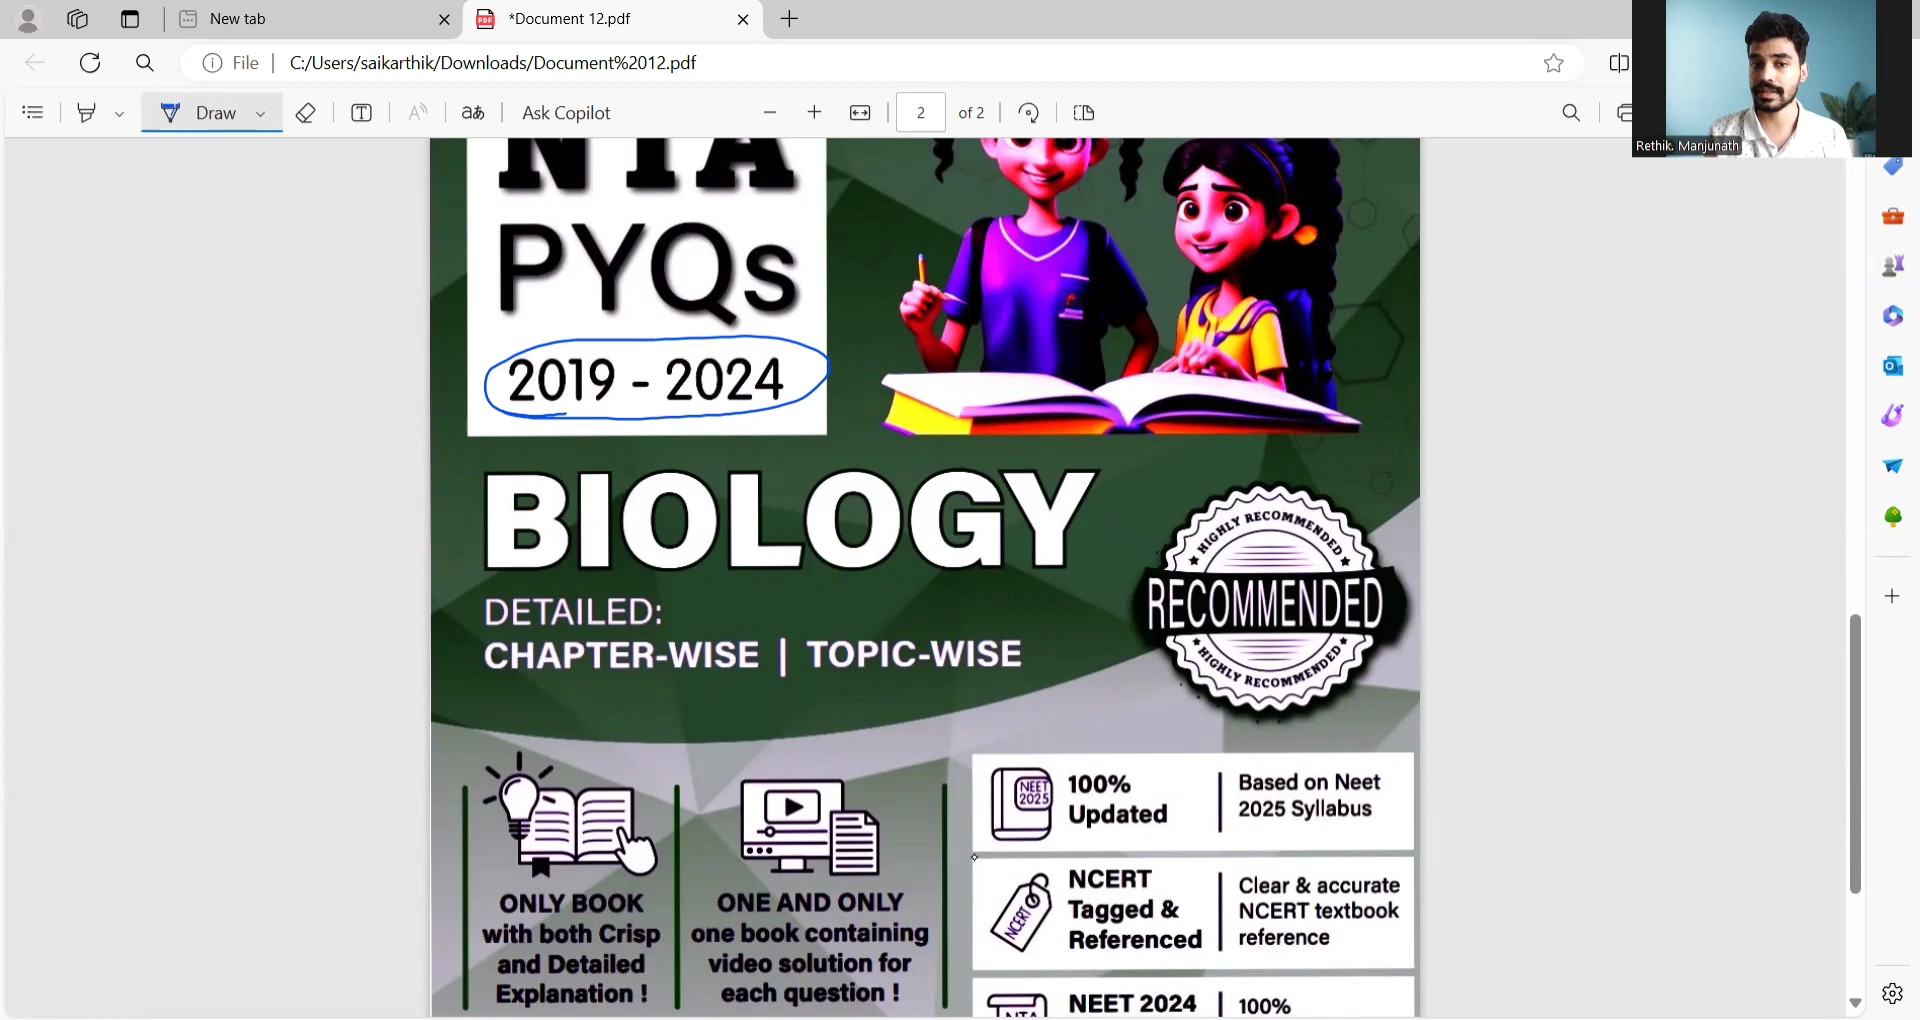 New tab
*Document 12.pdf
File
C:/Users/saikarthik/Downloads/Document%2012.pdf
Draw
Ask Copilot
2 of 2
Rethik. Manjunath
NTA
PYQs
2019 - 2024
BIOLOGY
DETAILED:
CHAPTER-WISE | TOPIC-WISE
HIGHLY RECOMMENDED
RECOMMENDED
HIGHLY RECOMMENDED
ONLY BOOK
with both Crisp
and Detailed
Explanation !
ONE AND ONLY
one book containing
video solution for
each question !
NEET
2025
100%
Updated
Based on Neet
2025 Syllabus
NCERT
NCERT
Tagged &
Referenced
Clear & accurate
NCERT textbook
reference
NTA
NEET 2024
100%